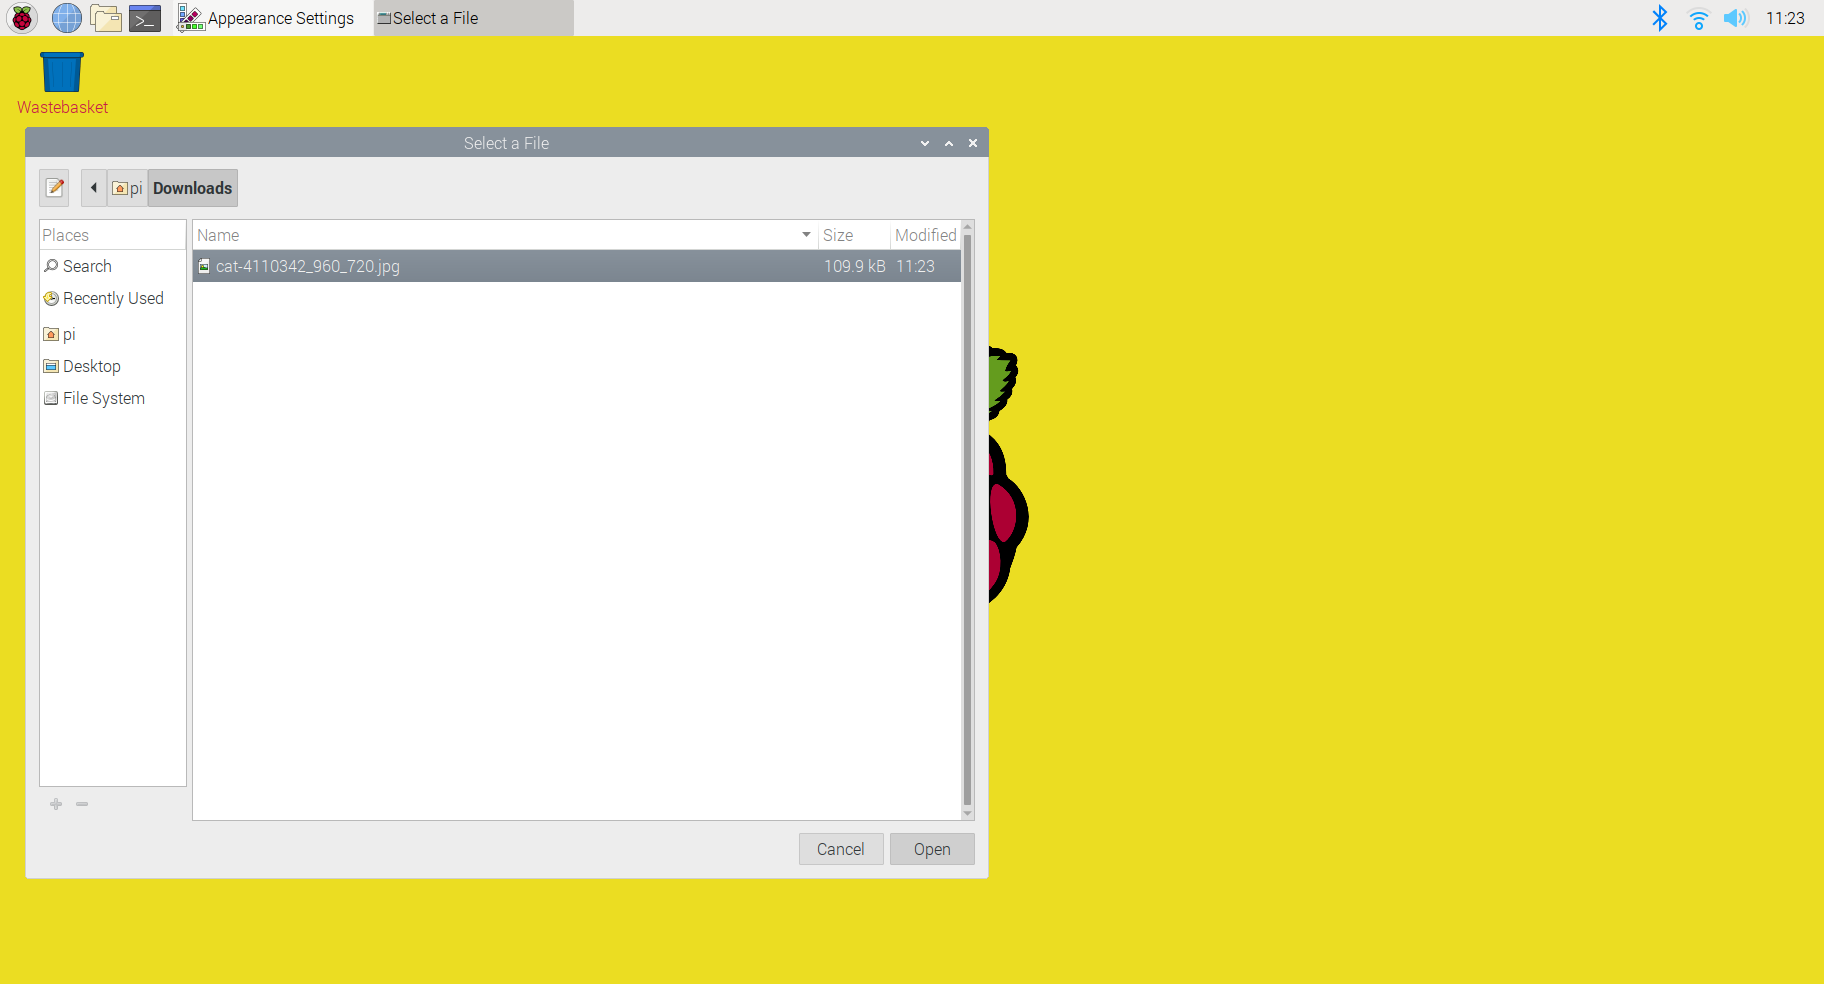 Appearance Settings
Select a File
11:23
Wastebasket
Select a File
pi
Downloads
Places
Name
Size
Modified
Search
cat-4110342_960_720.jpg
109.9 kB
11:23
Recently Used
pi
Desktop
File System
Cancel
Open